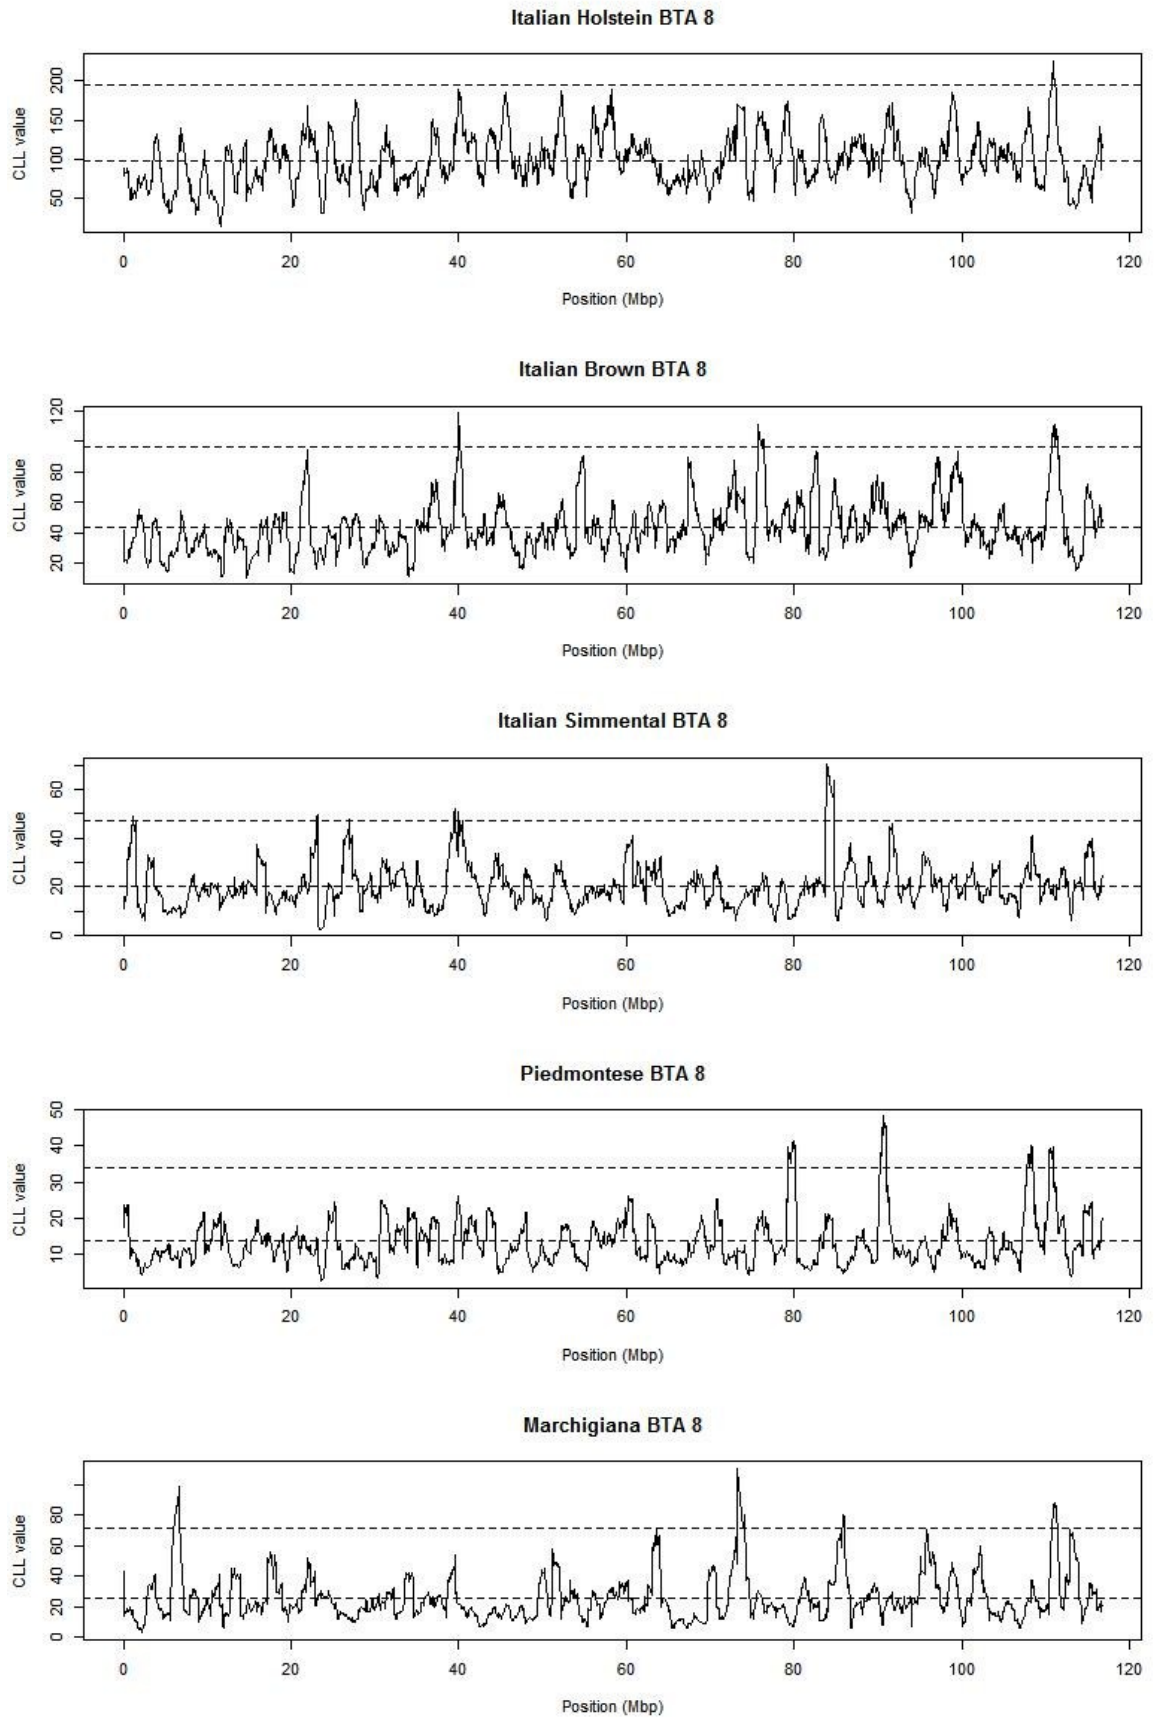 Italian Holstein BTA 8
CLL value
200
150
100
50
0 20 40 60 80 100 120
Position (Mbp)
Italian Brown BTA 8
CLL value
120
80
60
40
20
0 20 40 60 80 100 120
Position (Mbp)
Italian Simmental BTA 8
CLL value
60
40
20
0
0 20 40 60 80 100 120
Position (Mbp)
Piedmontese BTA 8
CLL value
50
40
30
20
10
0 20 40 60 80 100 120
Position (Mbp)
Marchigiana BTA 8
CLL value
80
60
40
20
0
0 20 40 60 80 100 120
Position (Mbp)